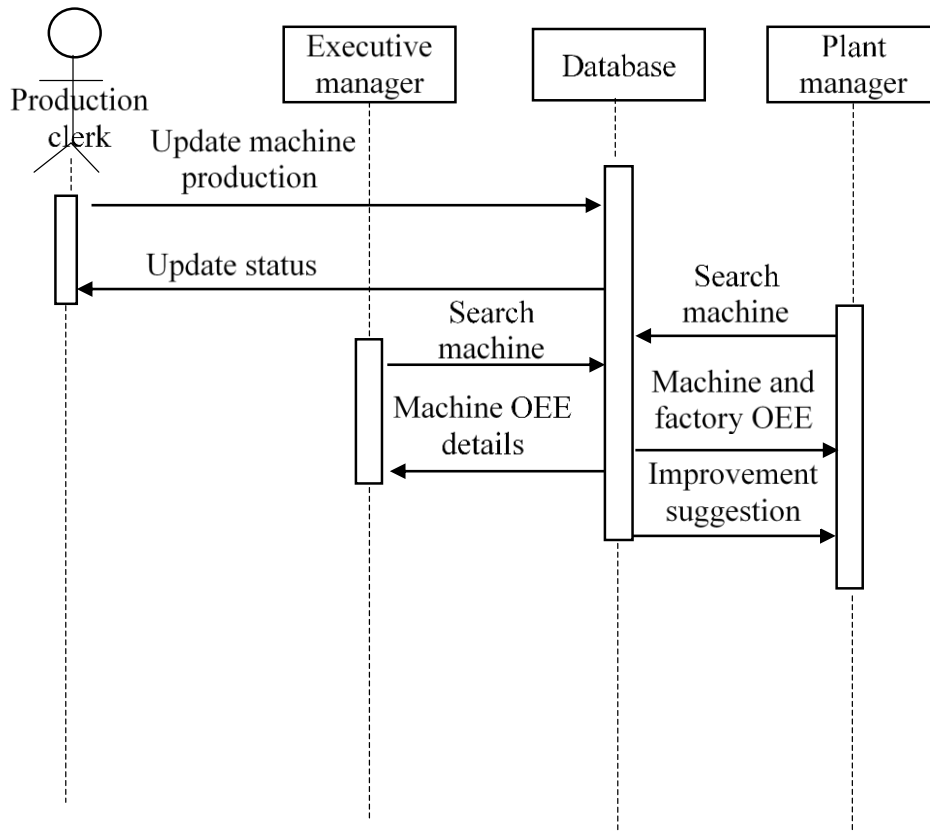 Executive
manager
Database
Plant
manager
Production
clerk
Update machine
production
Update status
Search
machine
Search
machine
Machine and
factory OEE
Machine OEE
details
Improvement
suggestion